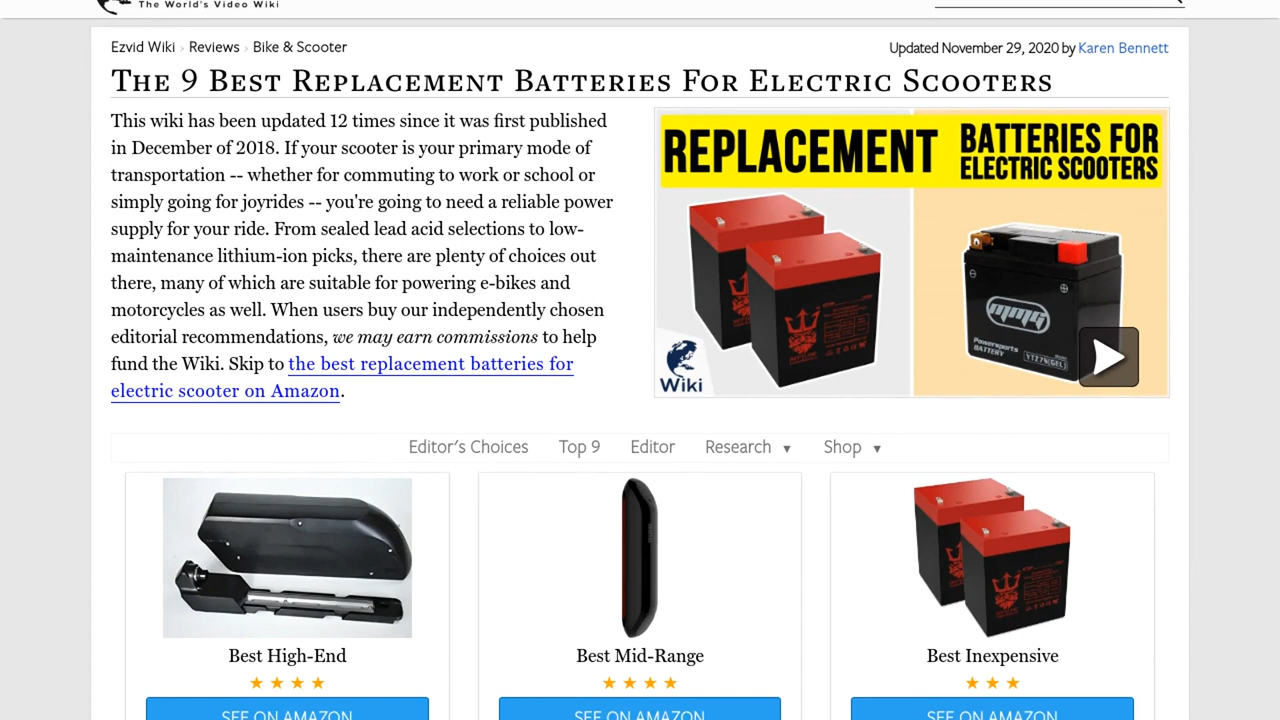 The World's Video Wiki
Ezvid Wiki › Reviews › Bike & Scooter
Updated November 29, 2020 by Karen Bennett
The 9 Best Replacement Batteries For Electric Scooters
This wiki has been updated 12 times since it was first published
in December of 2018. If your scooter is your primary mode of
transportation -- whether for commuting to work or school or
simply going for joyrides -- you're going to need a reliable power
supply for your ride. From sealed lead acid selections to low-
maintenance lithium-ion picks, there are plenty of choices out
there, many of which are suitable for powering e-bikes and
motorcycles as well. When users buy our independently chosen
editorial recommendations, we may earn commissions to help
fund the Wiki. Skip to the best replacement batteries for
electric scooter on Amazon.
REPLACEMENT
BATTERIES FOR
ELECTRIC SCOOTERS
mmg
Powersports
BATTERY
Wiki
Editor's Choices Top 9 Editor Research ▼ Shop ▼
Best High-End
Best Mid-Range
Best Inexpensive
SEE ON AMAZON
SEE ON AMAZON
SEE ON AMAZON